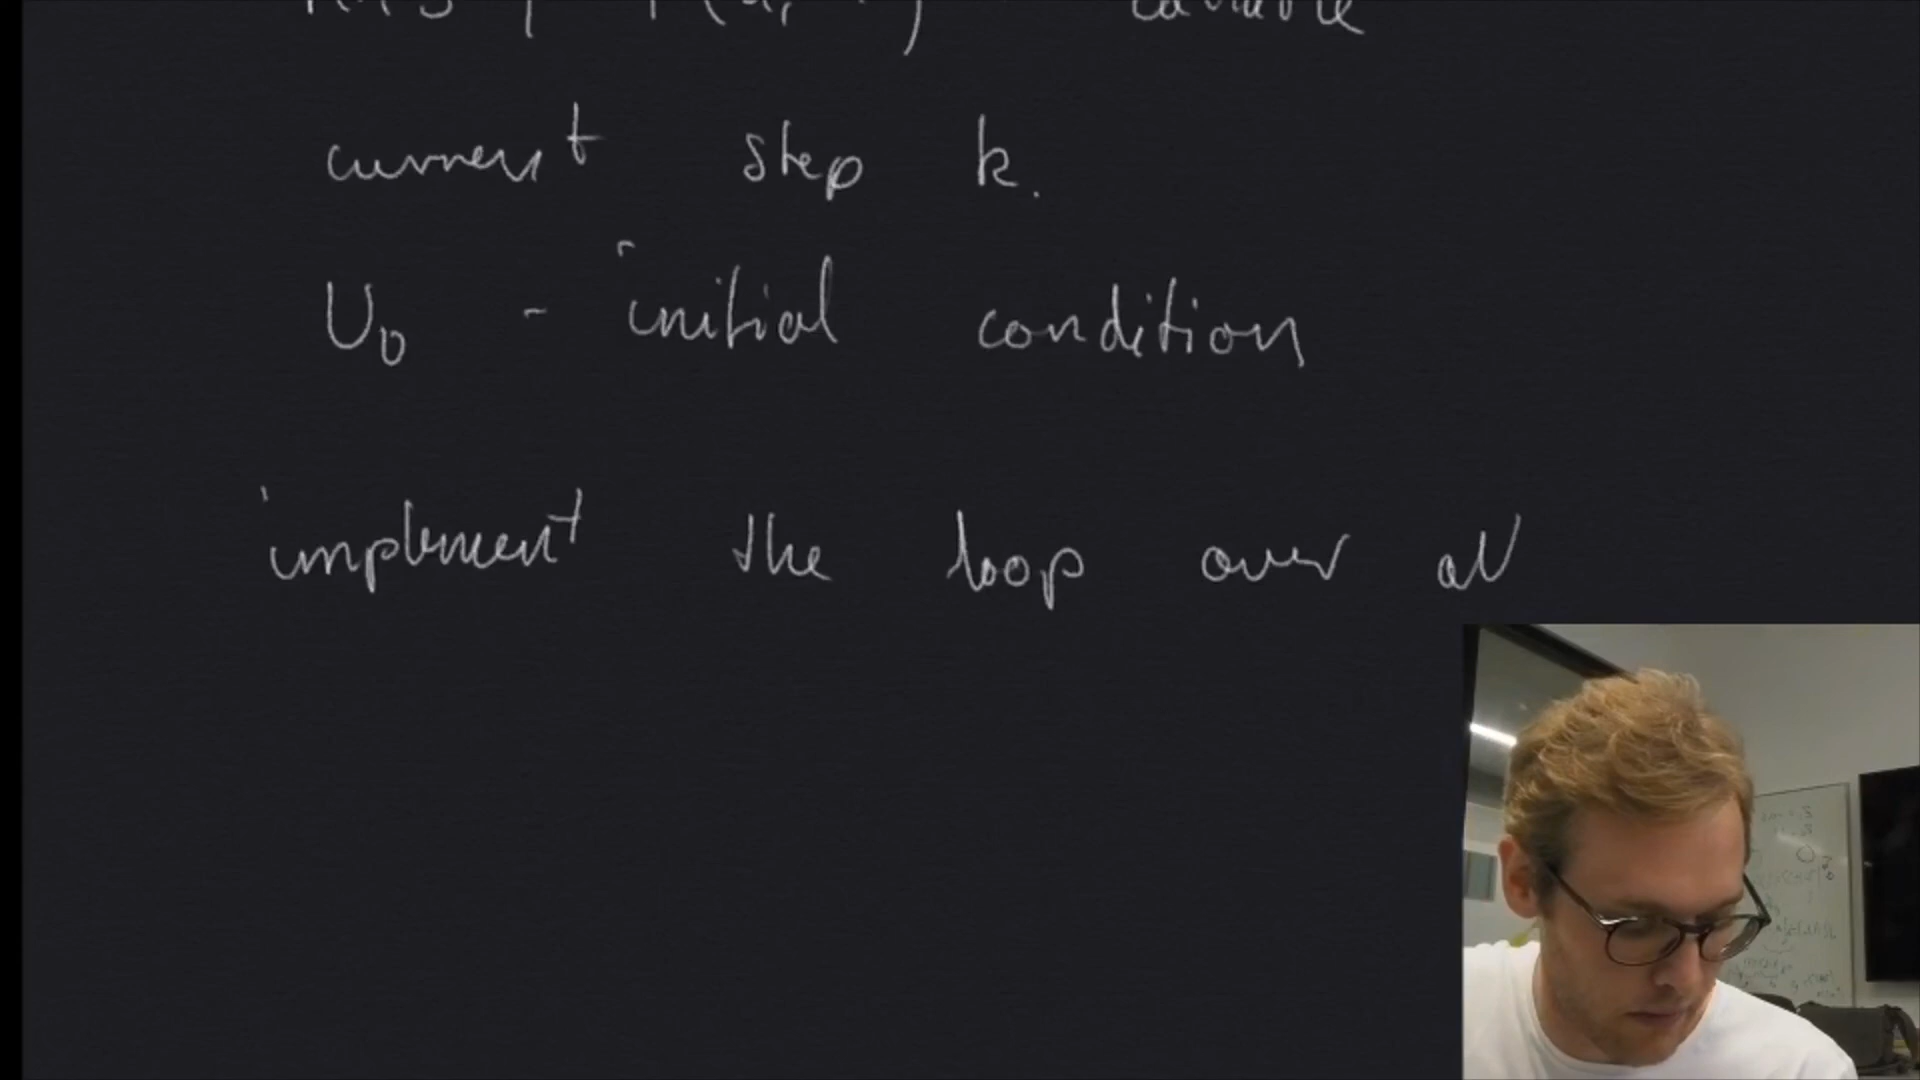 current step k.
U₀ - initial condition
implement the loop over all